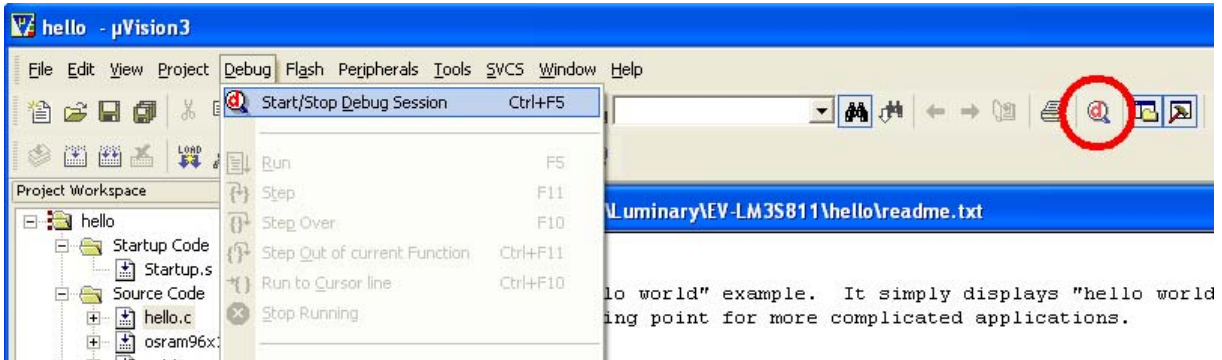 hello - µVision3
File Edit View Project Debug Flash Peripherals Tools SVCS Window Help
Start/Stop Debug Session Ctrl+F5
LOAD
Run F5
Project Workspace
Step F11
\Luminary\EV-LM3S811\hello\readme.txt
hello
Step Over F10
Startup Code
Step Out of current Function Ctrl+F11
Startup.s
Run to Cursor line Ctrl+F10
Source Code
lo world" example. It simply displays "hello world
hello.c
Stop Running
ing point for more complicated applications.
osram96x